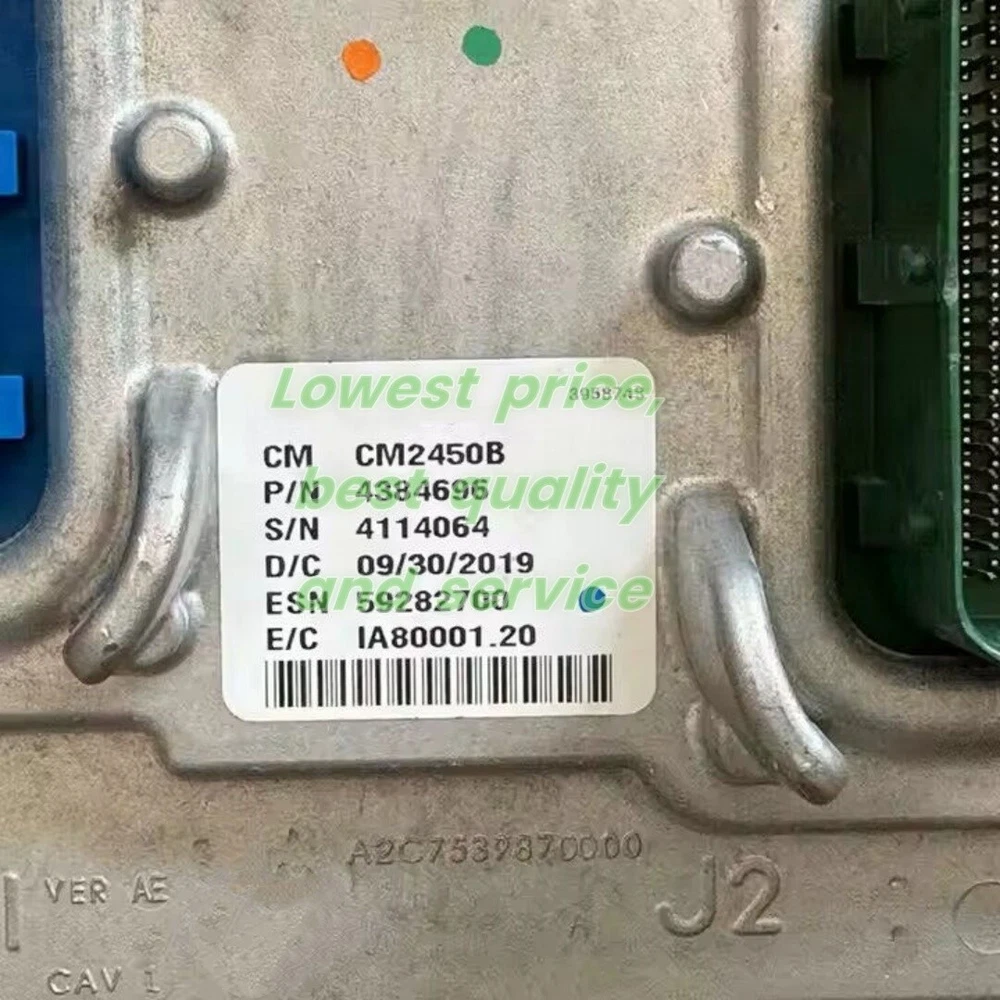 3958745
Lowest price,
CM CM2450B
P/N 4384696
best quality
S/N 4114064
D/C 09/30/2019
and service
ESN 59282700
E/C IA80001.20
A2C7539870000
VER AE
J2
A
CAV 1